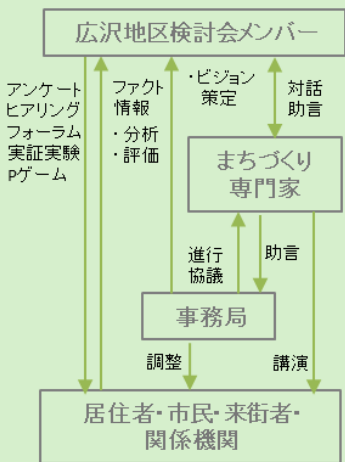 広沢地区検討会メンバー
アンケート
ヒアリング
フォーラム
実証実験
Pゲーム
ファクト
情報
・分析
・評価
・ビジョン
策定
対話
助言
まちづくり
専門家
進行
協議
助言
事務局
調整
講演
居住者・市民・来街者・
関係機関